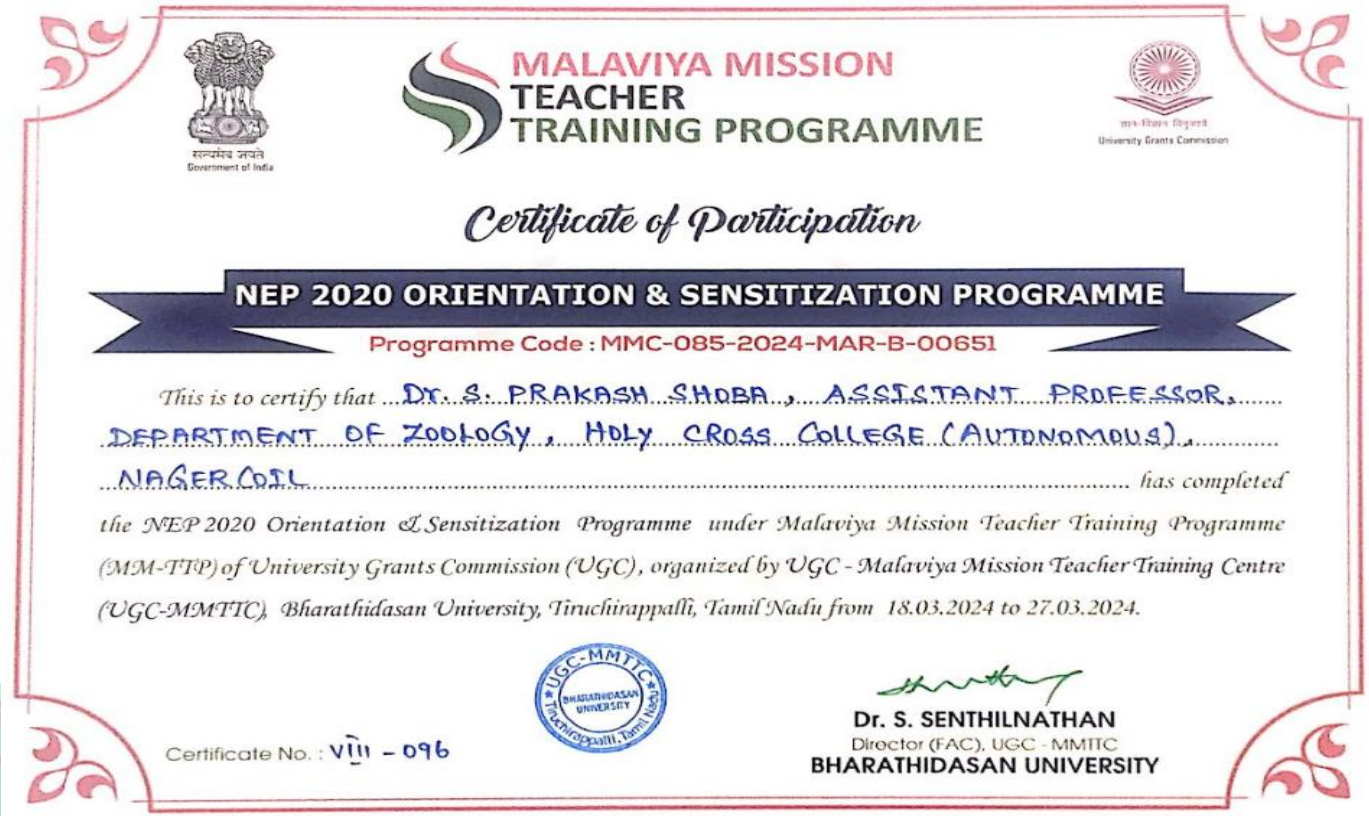 सत्यमेव जयते
Government of India
MALAVIYA MISSION
TEACHER
TRAINING PROGRAMME
ज्ञान-विज्ञान विमुक्तये
University Grants Commission
Certificate of Participation
NEP 2020 ORIENTATION & SENSITIZATION PROGRAMME
Programme Code : MMC-085-2024-MAR-B-00651
This is to certify that Dr. S. PRAKASH SHOBA, ASSISTANT PROFESSOR,
DEPARTMENT OF ZOOLOGY, HOLY CROSS COLLEGE (AUTONOMOUS),
NAGERCOIL has completed
the NEP 2020 Orientation & Sensitization Programme under Malaviya Mission Teacher Training Programme
(MM-TTP) of University Grants Commission (UGC), organized by UGC - Malaviya Mission Teacher Training Centre
(UGC-MMTTC), Bharathidasan University, Tiruchirappalli, Tamil Nadu from 18.03.2024 to 27.03.2024.
UGC-MMTTC
BHARATHIDASAN
UNIVERSITY
Tiruchirappalli, Tamil Nadu
Dr. S. SENTHILNATHAN
Director (FAC), UGC - MMTTC
BHARATHIDASAN UNIVERSITY
Certificate No. : VIII - 096